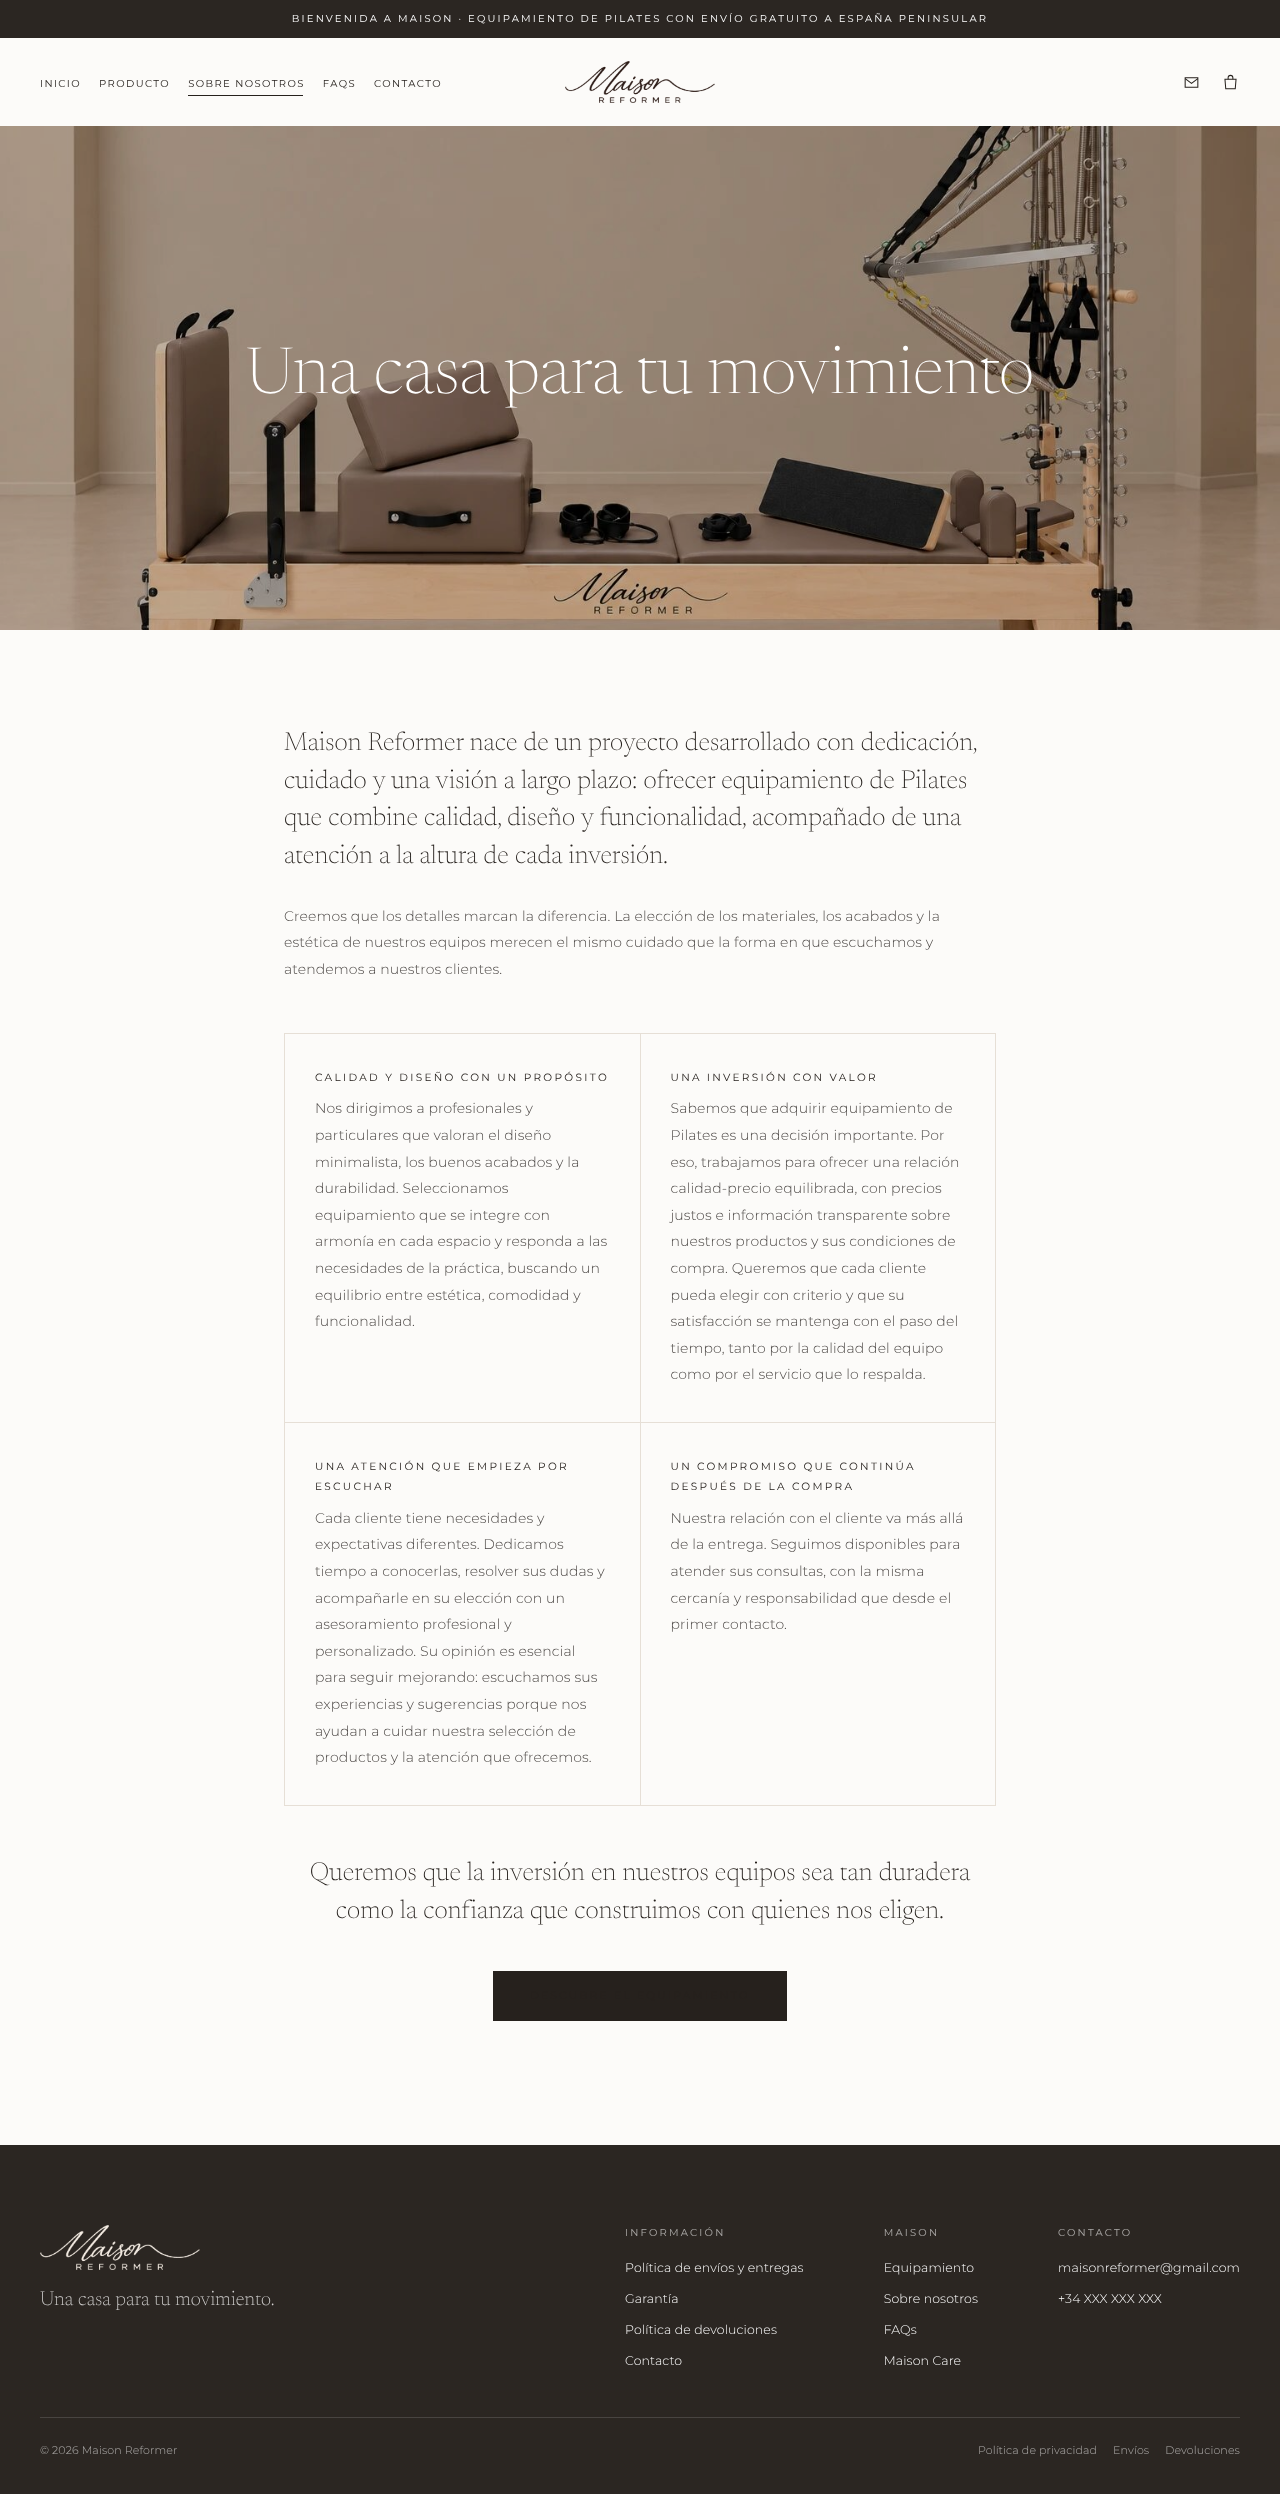 BIENVENIDA A MAISON · EQUIPAMIENTO DE PILATES CON ENVÍO GRATUITO A ESPAÑA PENINSULAR
INICIO PRODUCTO SOBRE NOSOTROS FAQS CONTACTO
Maison
REFORMER
Una casa para tu movimiento
Maison
REFORMER
Maison Reformer nace de un proyecto desarrollado con dedicación,
cuidado y una visión a largo plazo: ofrecer equipamiento de Pilates
que combine calidad, diseño y funcionalidad, acompañado de una
atención a la altura de cada inversión.
Creemos que los detalles marcan la diferencia. La elección de los materiales, los acabados y la
estética de nuestros equipos merecen el mismo cuidado que la forma en que escuchamos y
atendemos a nuestros clientes.
CALIDAD Y DISEÑO CON UN PROPÓSITO
Nos dirigimos a profesionales y
particulares que valoran el diseño
minimalista, los buenos acabados y la
durabilidad. Seleccionamos
equipamiento que se integre con
armonía en cada espacio y responda a las
necesidades de la práctica, buscando un
equilibrio entre estética, comodidad y
funcionalidad.
UNA INVERSIÓN CON VALOR
Sabemos que adquirir equipamiento de
Pilates es una decisión importante. Por
eso, trabajamos para ofrecer una relación
calidad-precio equilibrada, con precios
justos e información transparente sobre
nuestros productos y sus condiciones de
compra. Queremos que cada cliente
pueda elegir con criterio y que su
satisfacción se mantenga con el paso del
tiempo, tanto por la calidad del equipo
como por el servicio que lo respalda.
UNA ATENCIÓN QUE EMPIEZA POR
ESCUCHAR
Cada cliente tiene necesidades y
expectativas diferentes. Dedicamos
tiempo a conocerlas, resolver sus dudas y
acompañarle en su elección con un
asesoramiento profesional y
personalizado. Su opinión es esencial
para seguir mejorando: escuchamos sus
experiencias y sugerencias porque nos
ayudan a cuidar nuestra selección de
productos y la atención que ofrecemos.
UN COMPROMISO QUE CONTINÚA
DESPUÉS DE LA COMPRA
Nuestra relación con el cliente va más allá
de la entrega. Seguimos disponibles para
atender sus consultas, con la misma
cercanía y responsabilidad que desde el
primer contacto.
Queremos que la inversión en nuestros equipos sea tan duradera
como la confianza que construimos con quienes nos eligen.
Maison
REFORMER
Una casa para tu movimiento.
INFORMACIÓN
Política de envíos y entregas
Garantía
Política de devoluciones
Contacto
MAISON
Equipamiento
Sobre nosotros
FAQs
Maison Care
CONTACTO
maisonreformer@gmail.com
+34 XXX XXX XXX
© 2026 Maison Reformer
Política de privacidad Envíos Devoluciones